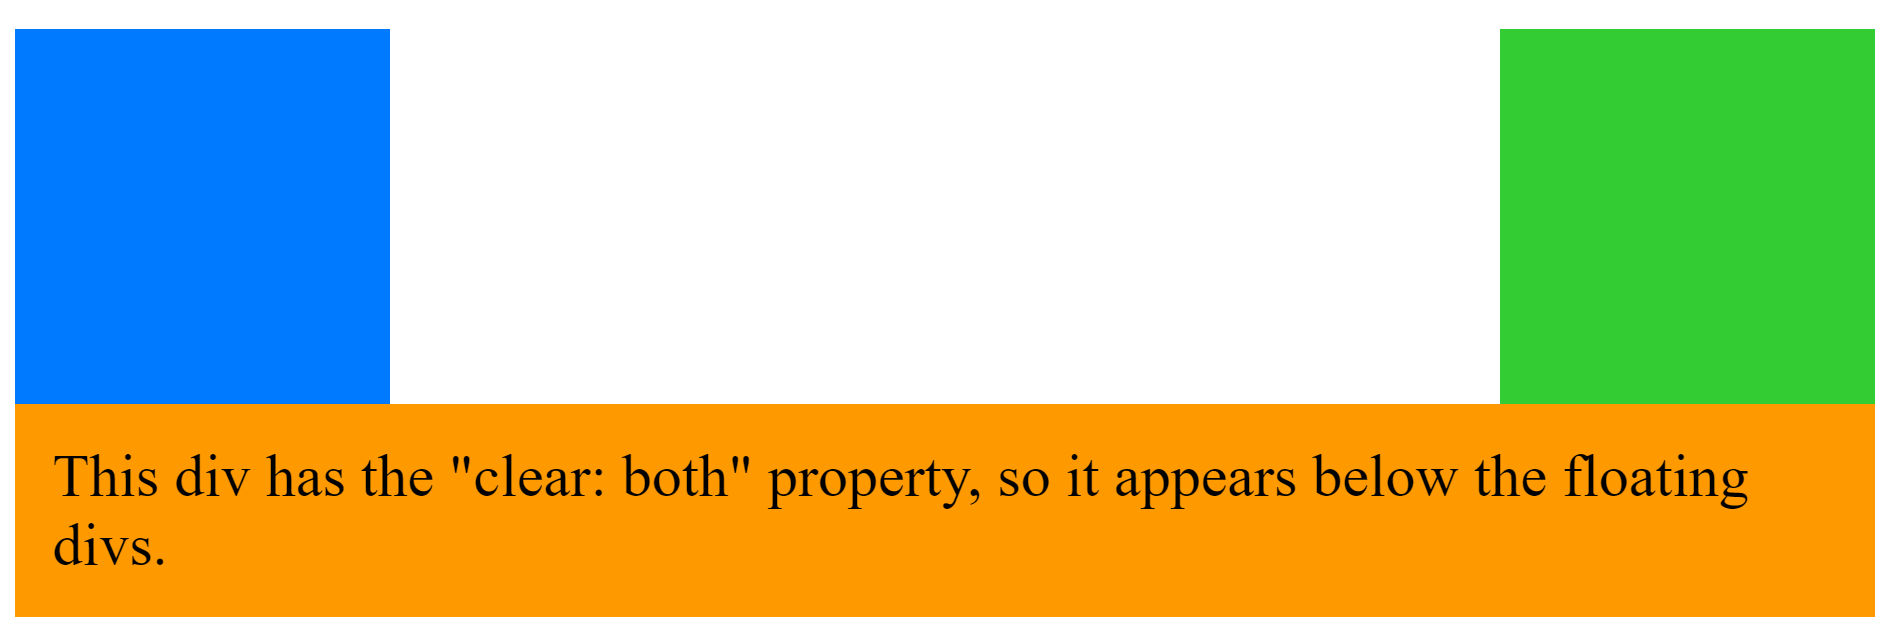 This div has the "clear: both" property, so it appears below the floating
divs.